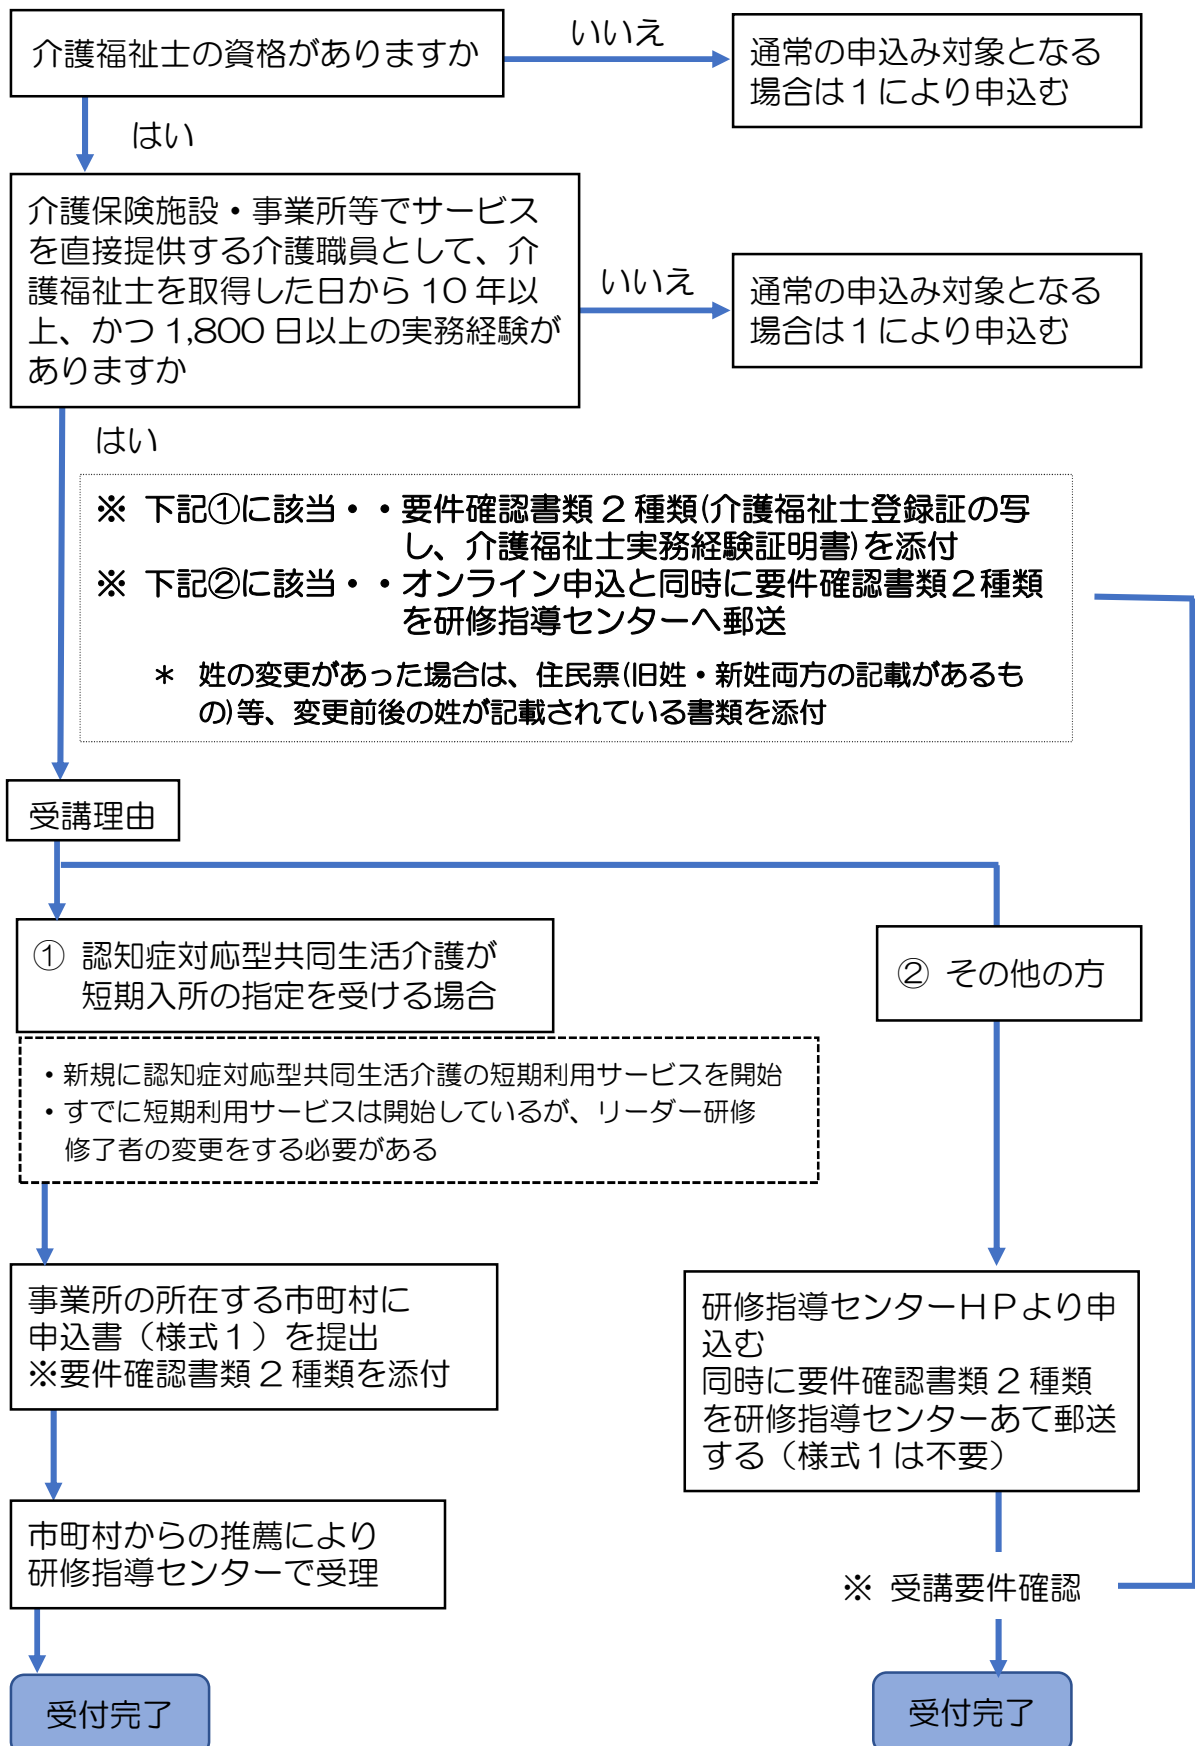 介護福祉士の資格がありますか
いいえ
通常の申込み対象となる
場合は１により申込む
はい
介護保険施設・事業所等でサービス
を直接提供する介護職員として、介
護福祉士を取得した日から 10 年以
上、かつ 1,800 日以上の実務経験が
ありますか
いいえ
通常の申込み対象となる
場合は１により申込む
はい
※ 下記①に該当・・要件確認書類 2 種類(介護福祉士登録証の写
し、介護福祉士実務経験証明書)を添付
※ 下記②に該当・・オンライン申込と同時に要件確認書類２種類
を研修指導センターへ郵送
＊ 姓の変更があった場合は、住民票(旧姓・新姓両方の記載があるも
の)等、変更前後の姓が記載されている書類を添付
受講理由
① 認知症対応型共同生活介護が
短期入所の指定を受ける場合
② その他の方
・新規に認知症対応型共同生活介護の短期利用サービスを開始
・すでに短期利用サービスは開始しているが、リーダー研修
修了者の変更をする必要がある
事業所の所在する市町村に
申込書（様式１）を提出
※要件確認書類 2 種類を添付
研修指導センターＨＰより申
込む
同時に要件確認書類 2 種類
を研修指導センターあて郵送
する（様式１は不要）
市町村からの推薦により
研修指導センターで受理
※ 受講要件確認
受付完了
受付完了